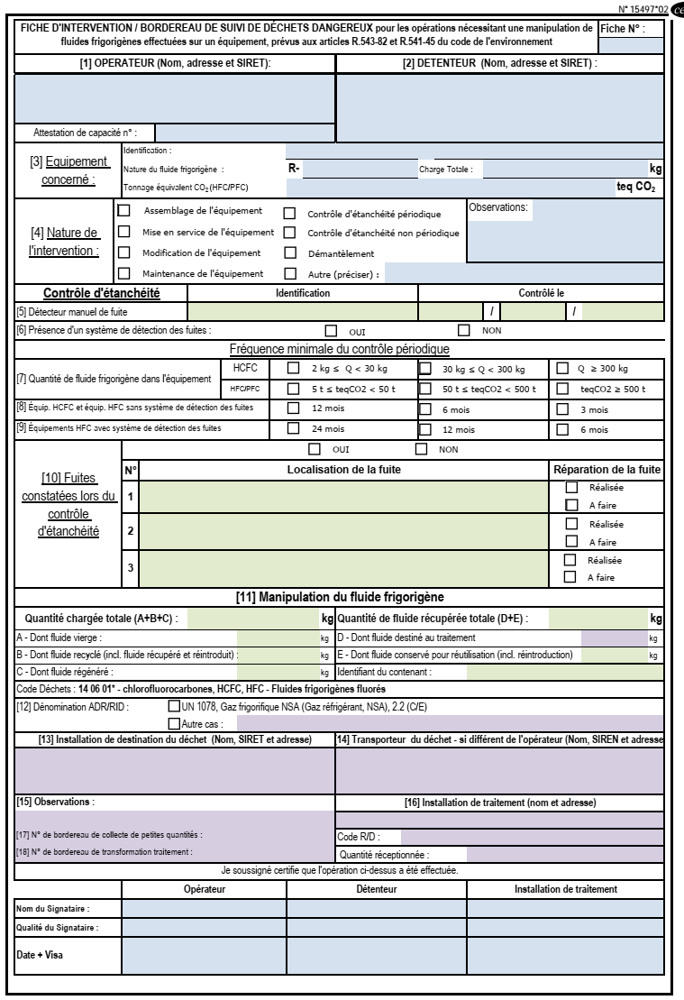 N° 15497*02
FICHE D'INTERVENTION / BORDEREAU DE SUIVI DE DÉCHETS DANGEREUX pour les opérations nécessitant une manipulation de
fluides frigorigènes effectuées sur un équipement, prévus aux articles R.543-82 et R.541-45 du code de l'environnement
Fiche N° :
[1] OPERATEUR (Nom, adresse et SIRET):
[2] DETENTEUR (Nom, adresse et SIRET) :
Attestation de capacité n° :
[3] Equipement
concerné :
Identification :
Nature du fluide frigorigène : R- Charge Totale : kg
Tonnage équivalent CO2 (HFC/PFC) teq CO2
[4] Nature de
l'intervention :
Assemblage de l'équipement Contrôle d'étanchéité périodique
Mise en service de l'équipement Contrôle d'étanchéité non périodique
Modification de l'équipement Démantèlement
Maintenance de l'équipement Autre (préciser) :
Observations:
Contrôle d'étanchéité Identification Contrôlé le
[5] Détecteur manuel de fuite / /
[6] Présence d'un système de détection des fuites : OUI NON
Fréquence minimale du contrôle périodique
[7] Quantité de fluide frigorigène dans l'équipement
HCFC 2 kg ≤ Q < 30 kg 30 kg ≤ Q < 300 kg Q ≥ 300 kg
HFC/PFC 5 t ≤ teqCO2 < 50 t 50 t ≤ teqCO2 < 500 t teqCO2 ≥ 500 t
[8] Équip. HCFC et équip. HFC sans système de détection des fuites 12 mois 6 mois 3 mois
[9] Équipements HFC avec système de détection des fuites 24 mois 12 mois 6 mois
[10] Fuites
constatées lors du
contrôle
d'étanchéité
OUI NON
N° Localisation de la fuite Réparation de la fuite
1 Réalisée
A faire
2 Réalisée
A faire
3 Réalisée
A faire
[11] Manipulation du fluide frigorigène
Quantité chargée totale (A+B+C) : kg Quantité de fluide récupérée totale (D+E) : kg
A - Dont fluide vierge : kg D - Dont fluide destiné au traitement kg
B - Dont fluide recyclé (incl. fluide récupéré et réintroduit) : kg E - Dont fluide conservé pour réutilisation (incl. réintroduction) kg
C - Dont fluide régénéré : kg Identifiant du contenant :
Code Déchets : 14 06 01* - chlorofluorocarbones, HCFC, HFC - Fluides frigorigènes fluorés
[12] Dénomination ADR/RID : UN 1078, Gaz frigorifique NSA (Gaz réfrigérant, NSA), 2.2 (C/E)
Autre cas :
[13] Installation de destination du déchet (Nom, SIRET et adresse)
[14] Transporteur du déchet - si différent de l'opérateur (Nom, SIREN et adresse
[15] Observations :
[16] Installation de traitement (nom et adresse)
[17] N° de bordereau de collecte de petites quantités :
Code R/D :
[18] N° de bordereau de transformation traitement :
Quantité réceptionnée :
Je soussigné certifie que l'opération ci-dessus a été effectuée.
Opérateur Détenteur Installation de traitement
Nom du Signataire :
Qualité du Signataire :
Date + Visa